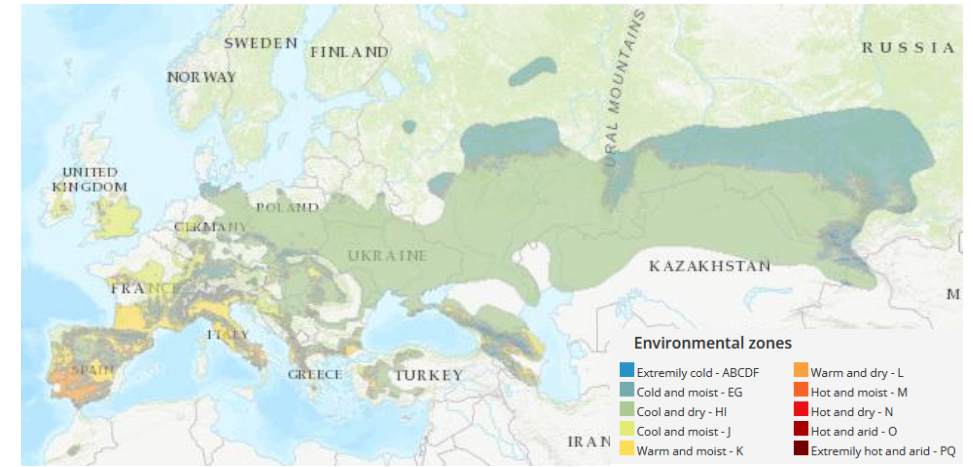 SWEDEN
FINLAND
RUSSIA
NORWAY
URAL MOUNTAINS
UNITED
KINGDOM
POLAND
GERMANY
UKRAINE
KAZAKHSTAN
FRANCE
M
ITALY
SPAIN
GREECE
TURKEY
IRAN
Environmental zones
Extremily cold - ABCDF
Cold and moist - EG
Cool and dry - HI
Cool and moist - J
Warm and moist - K
Warm and dry - L
Hot and moist - M
Hot and dry - N
Hot and arid - O
Extremily hot and arid - PQ